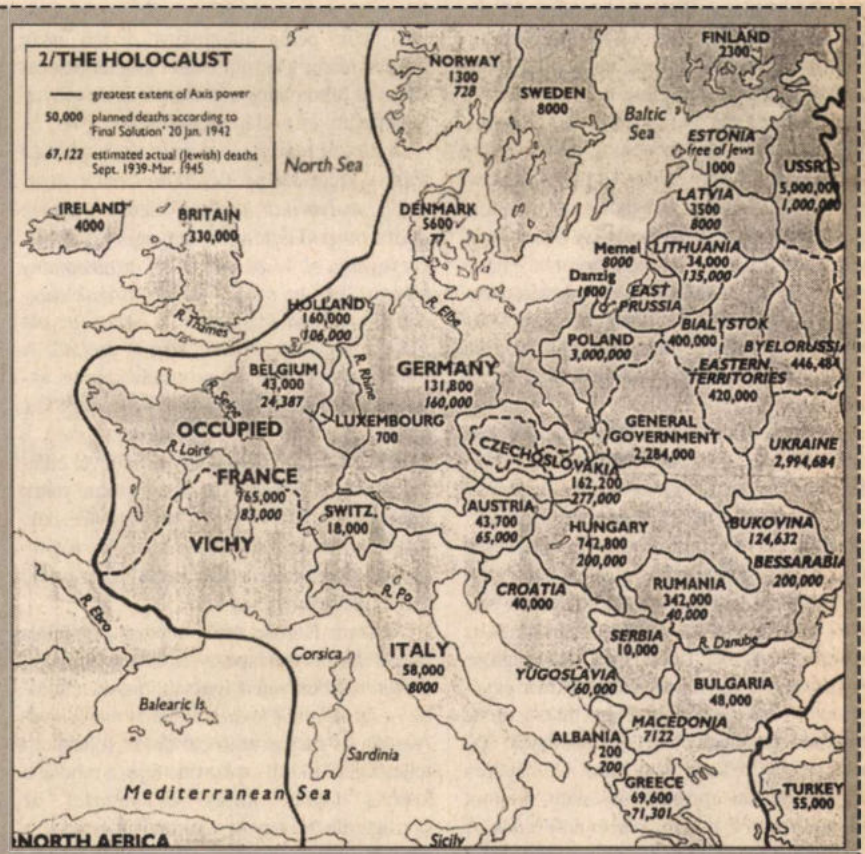 2/THE HOLOCAUST
greatest extent of Axis power
50,000 planned deaths according to
'Final Solution' 20 Jan. 1942
67,122 estimated actual (Jewish) deaths
Sept. 1939-Mar. 1945
NORWAY
1300
728
SWEDEN
8000
FINLAND
2300
Baltic
Sea
North Sea
ESTONIA
free of Jews
1000
USSR
5,000,000
1,000,000
IRELAND
4000
BRITAIN
330,000
DENMARK
5600
77
LATVIA
3500
8000
Memel
8000
LITHUANIA
34,000
135,000
Danzig
1000
EAST
PRUSSIA
HOLLAND
160,000
106,000
R. Elbe
R. Thames
BIALYSTOK
400,000
POLAND
3,000,000
BYELORUSSIA
446,484
BELGIUM
43,000
24,387
R. Rhine
GERMANY
131,800
160,000
EASTERN
TERRITORIES
420,000
R. Seine
LUXEMBOURG
700
OCCUPIED
GENERAL
GOVERNMENT
2,284,000
UKRAINE
2,994,684
R. Loire
CZECHOSLOVAKIA
162,200
277,000
FRANCE
765,000
83,000
SWITZ.
18,000
AUSTRIA
43,700
65,000
VICHY
HUNGARY
742,800
200,000
BUKOVINA
124,632
BESSARABIA
200,000
R. Po
CROATIA
40,000
RUMANIA
342,000
40,000
R. Ebro
SERBIA
10,000
R. Danube
Corsica
ITALY
58,000
8000
YUGOSLAVIA
60,000
BULGARIA
48,000
Balearic Is.
MACEDONIA
7122
ALBANIA
200
200
Sardinia
Mediterranean Sea
GREECE
69,600
71,301
TURKEY
55,000
NORTH AFRICA
Sicily